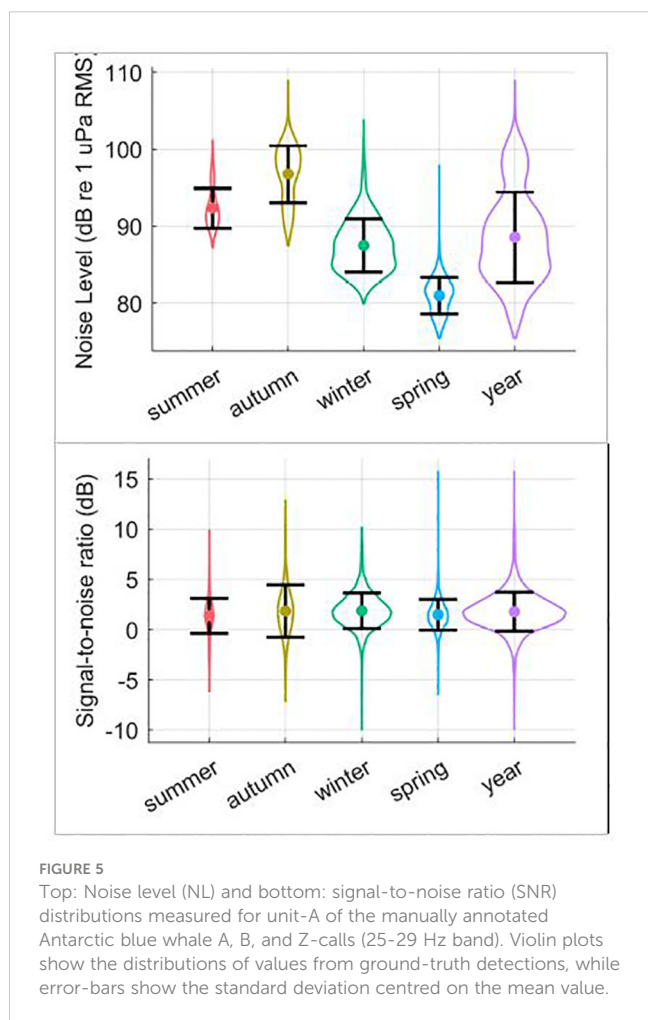 110
100
90
80
Noise Level (dB re 1 uPa RMS)
summer
autumn
winter
spring
year
15
10
5
0
-5
-10
Signal-to-noise ratio (dB)
summer
autumn
winter
spring
year
FIGURE 5
Top: Noise level (NL) and bottom: signal-to-noise ratio (SNR)
distributions measured for unit-A of the manually annotated
Antarctic blue whale A, B, and Z-calls (25-29 Hz band). Violin plots
show the distributions of values from ground-truth detections, while
error-bars show the standard deviation centred on the mean value.